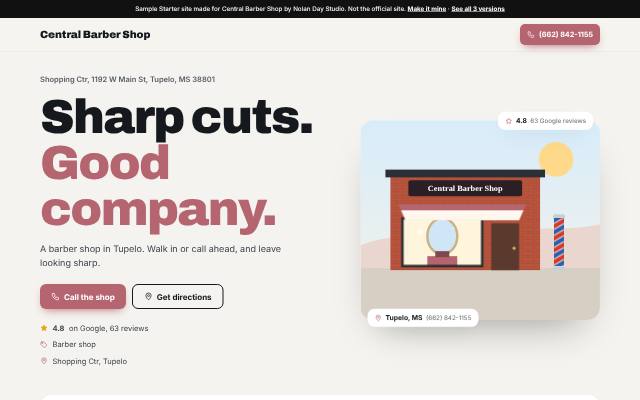 Sample Starter site made for Central Barber Shop by Nolan Day Studio. Not the official site. Make it mine · See all 3 versions
Central Barber Shop
(662) 842-1155
Shopping Ctr, 1192 W Main St, Tupelo, MS 38801
Sharp cuts.
Good
company.
A barber shop in Tupelo. Walk in or call ahead, and leave
looking sharp.
Call the shop
Get directions
4.8 on Google, 63 reviews
Barber shop
Shopping Ctr, Tupelo
4.8 63 Google reviews
Central Barber Shop
Tupelo, MS (662) 842-1155